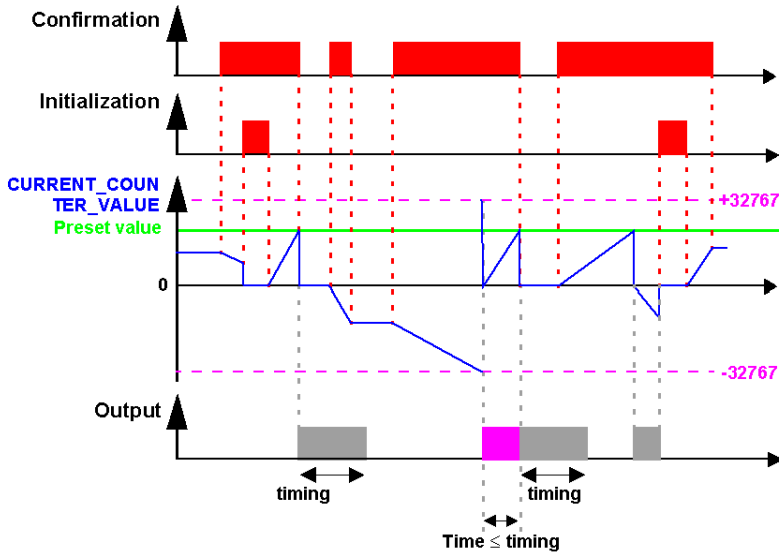 Confirmation
Initialization
CURRENT_COUN
TER_VALUE
+32767
Preset value
0
-32767
Output
timing
timing
Time ≤ timing